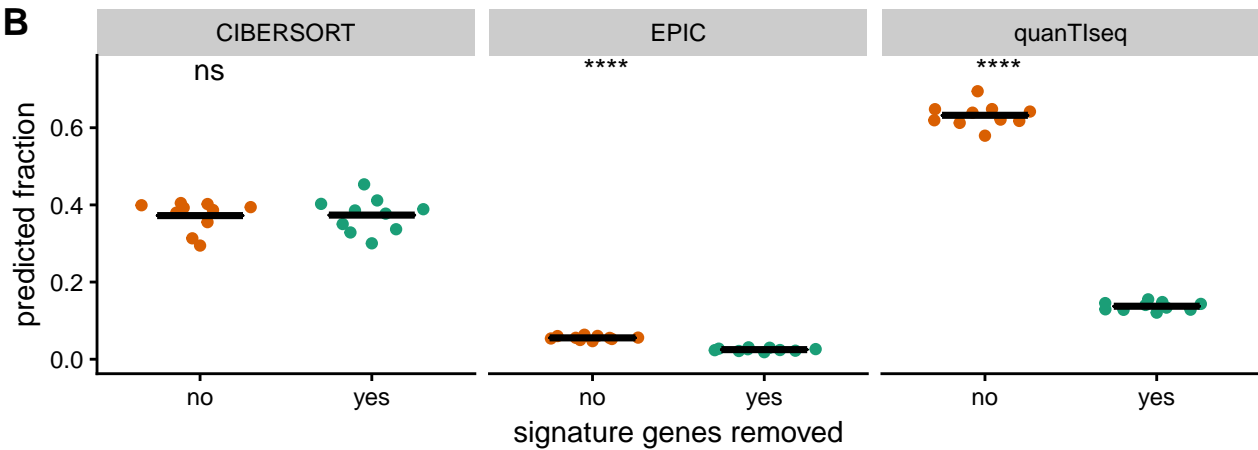 B
CIBERSORT EPIC quanTIseq
ns **** ****
predicted fraction
0.6
0.4
0.2
0.0
no yes no yes no yes
signature genes removed